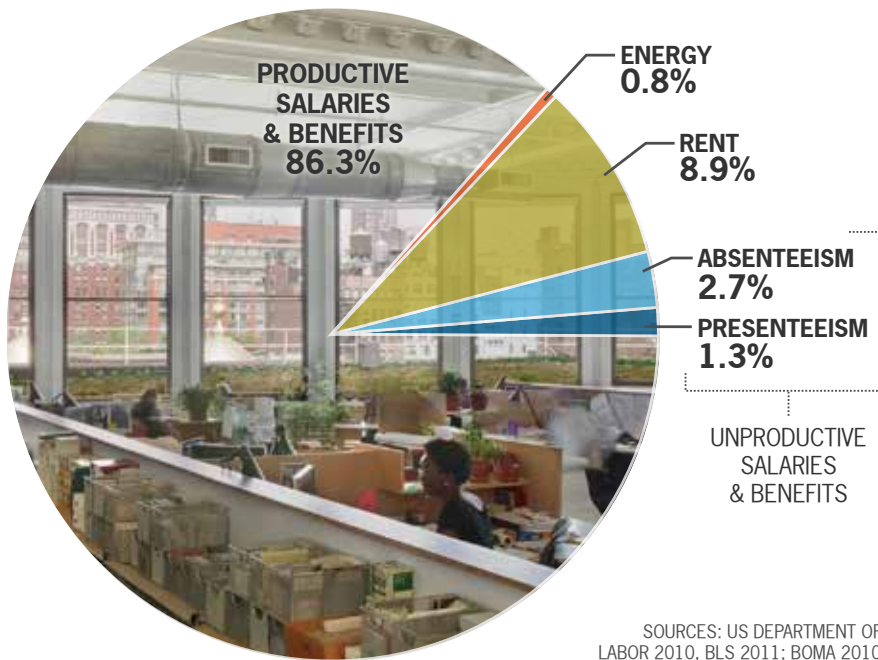 PRODUCTIVE
SALARIES
& BENEFITS
86.3%
ENERGY
0.8%
RENT
8.9%
ABSENTEEISM
2.7%
PRESENTEEISM
1.3%
UNPRODUCTIVE
SALARIES
& BENEFITS
SOURCES: US DEPARTMENT OF
LABOR 2010, BLS 2011; BOMA 2010